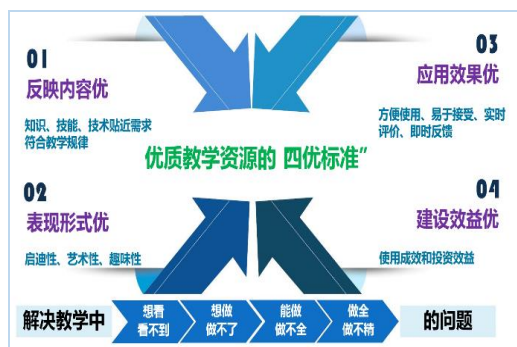 01
反映内容优
知识、技能、技术贴近需求
符合教学规律
03
应用效果优
方便使用、易于接受、实时
评价、即时反馈
优质教学资源的 四优标准”
02
表现形式优
启迪性、艺术性、趣味性
04
建设效益优
使用成效和投资效益
解决教学中
想看
看不到
想做
做不了
能做
做不全
做全
做不精
的问题